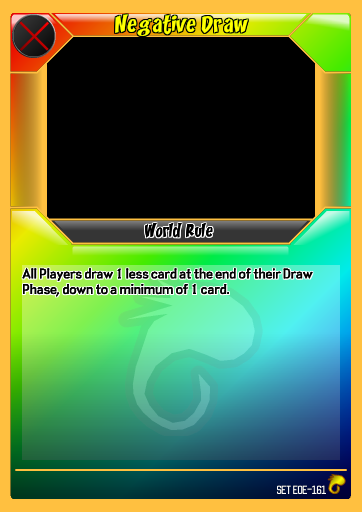 Negative Draw
World Rule
All Players draw 1 less card at the end of their Draw
Phase, down to a minimum of 1 card.
SET EOE-161